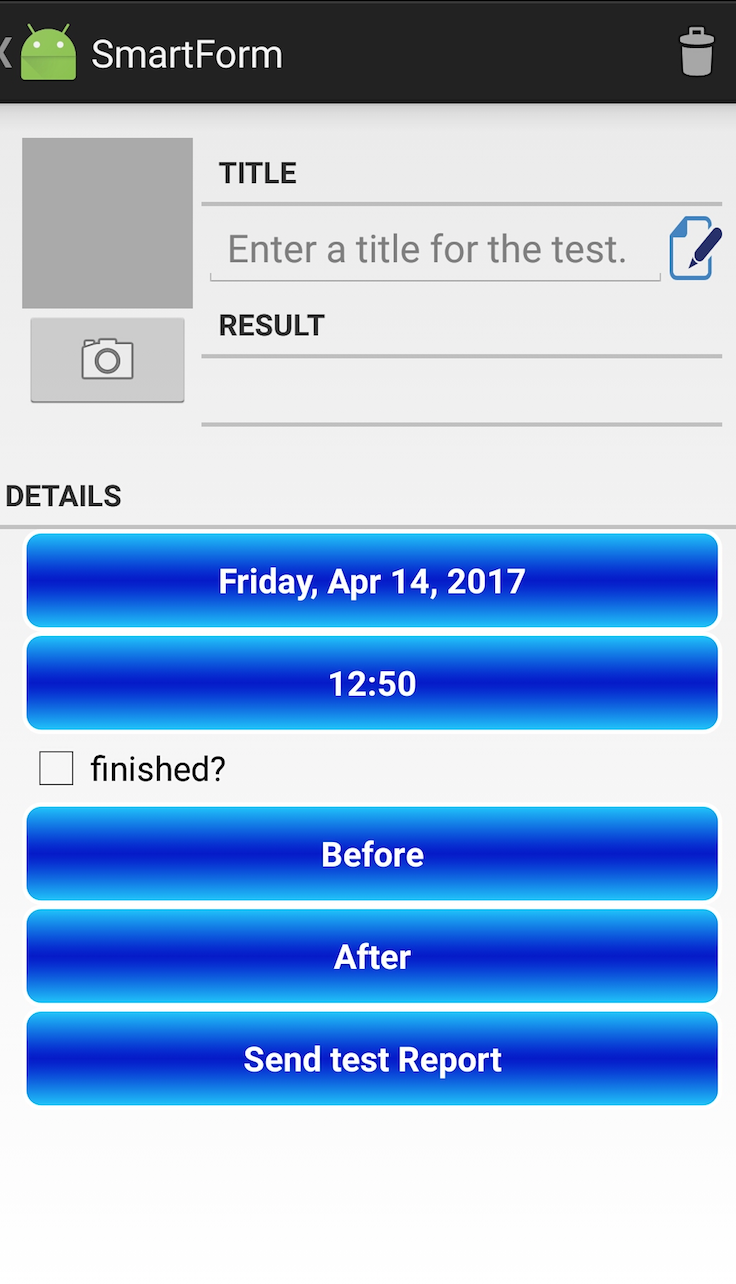 SmartForm
TITLE
Enter a title for the test.
RESULT
DETAILS
Friday, Apr 14, 2017
12:50
finished?
Before
After
Send test Report